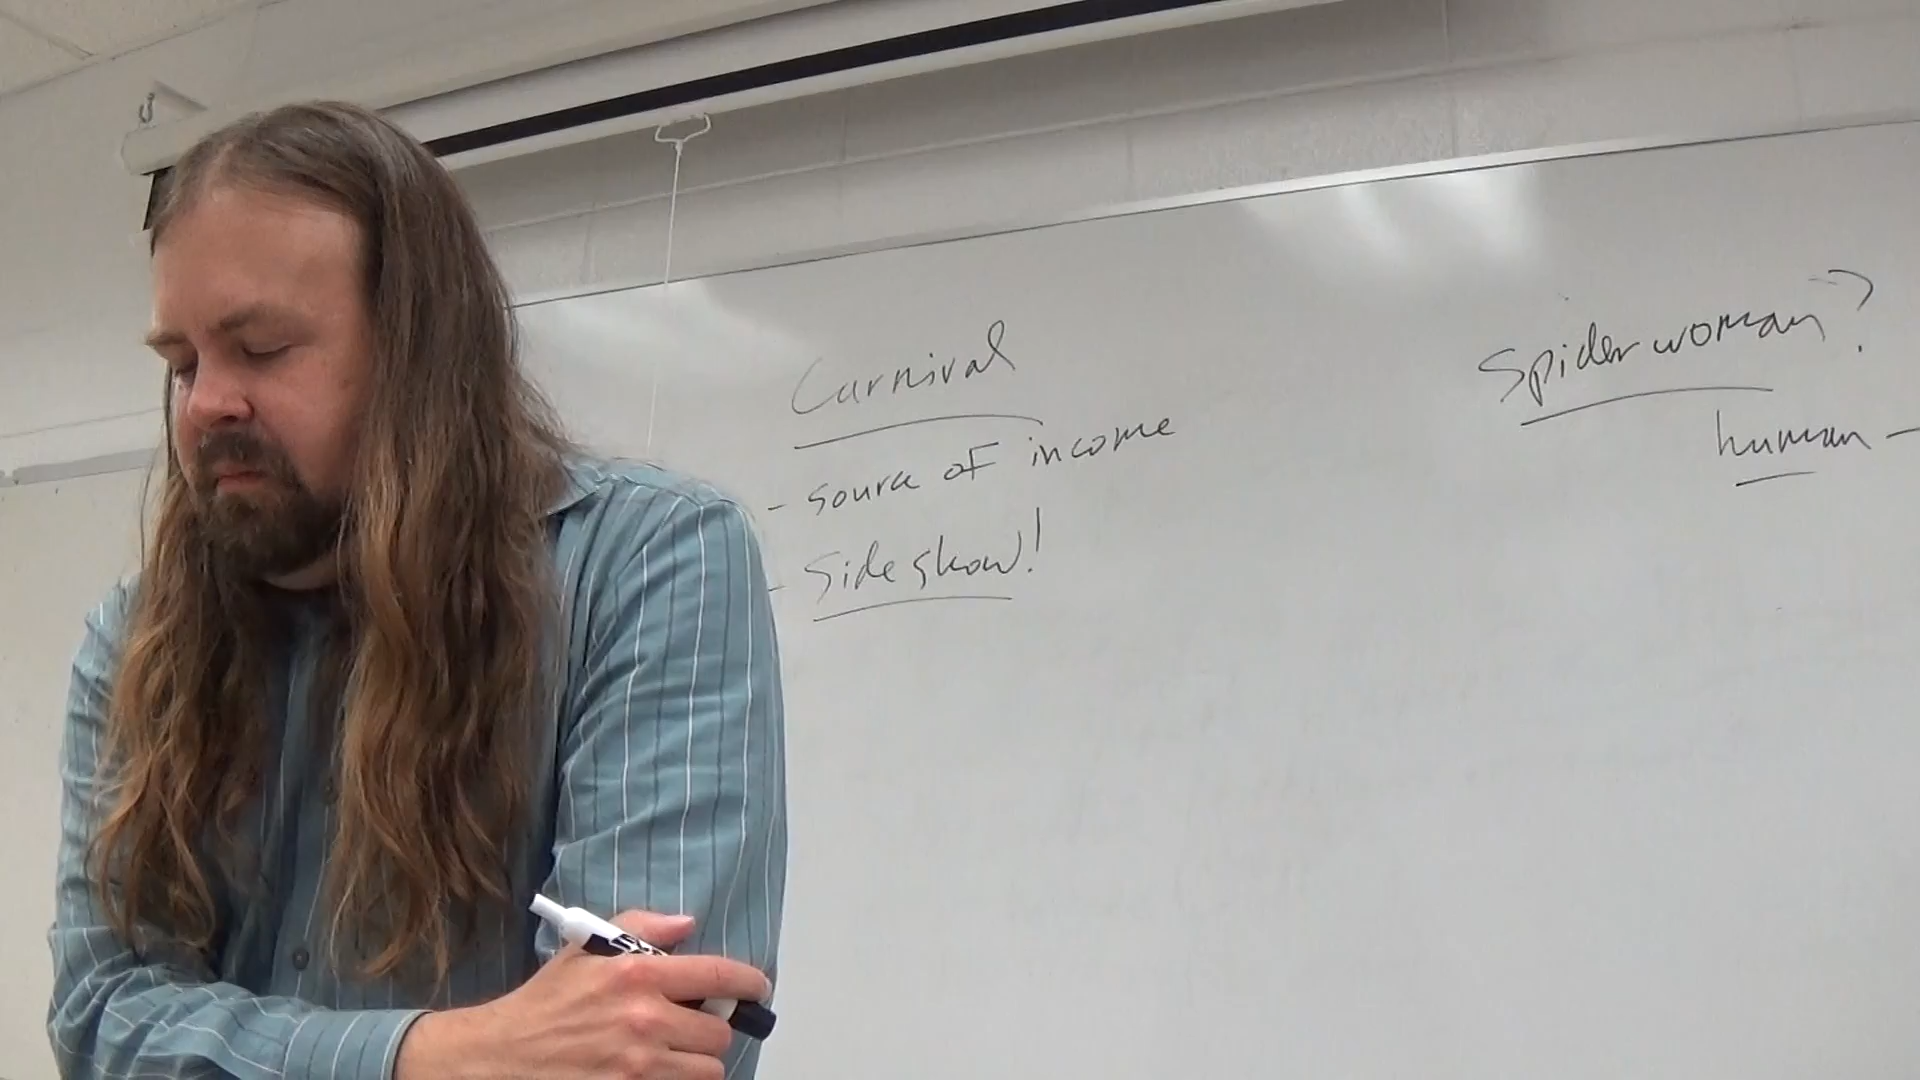 Carnival
- source of income
- Side show!
Spider woman?
human -